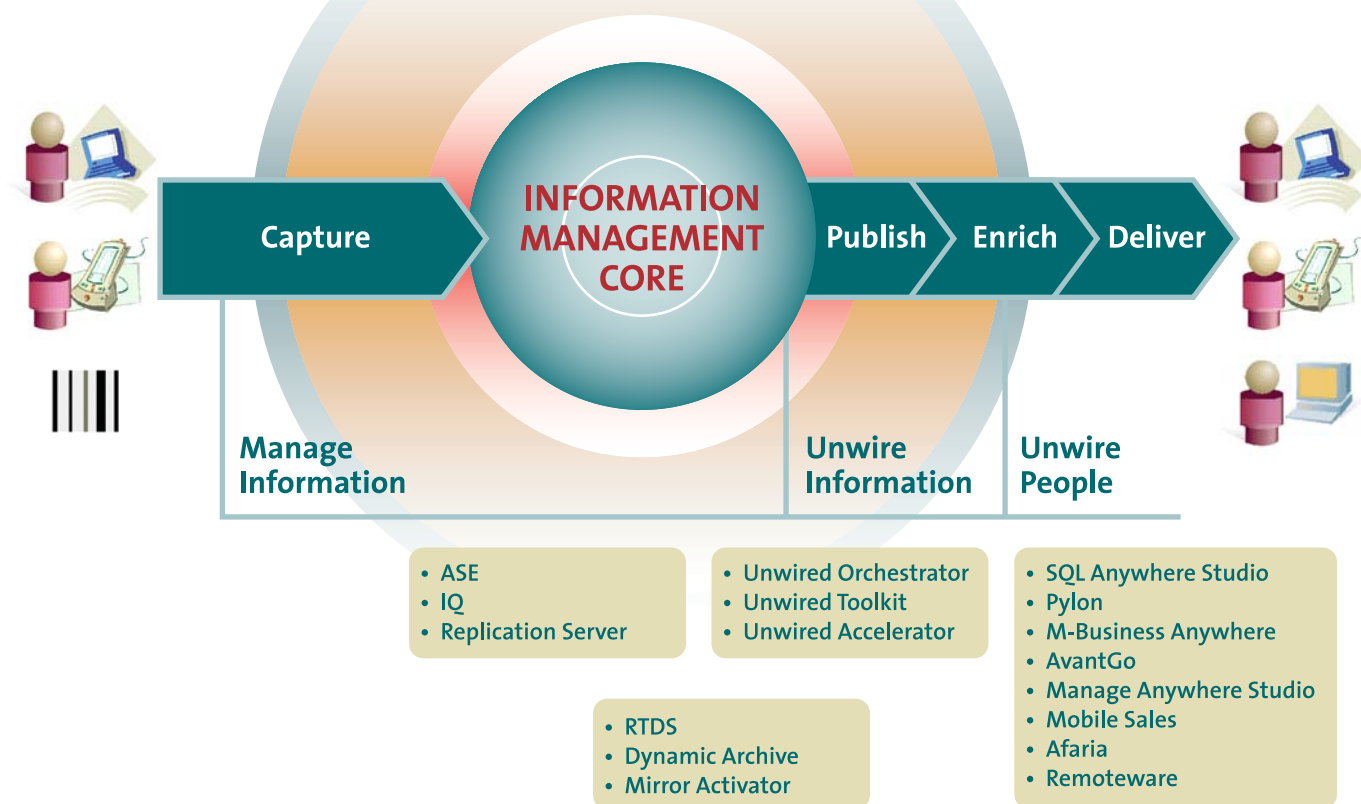 Capture
INFORMATION
MANAGEMENT
CORE
Publish
Enrich
Deliver
Manage
Information
Unwire
Information
Unwire
People
• ASE
• IQ
• Replication Server
• Unwired Orchestrator
• Unwired Toolkit
• Unwired Accelerator
• SQL Anywhere Studio
• Pylon
• M-Business Anywhere
• AvantGo
• Manage Anywhere Studio
• Mobile Sales
• Afaria
• Remoteware
• RTDS
• Dynamic Archive
• Mirror Activator